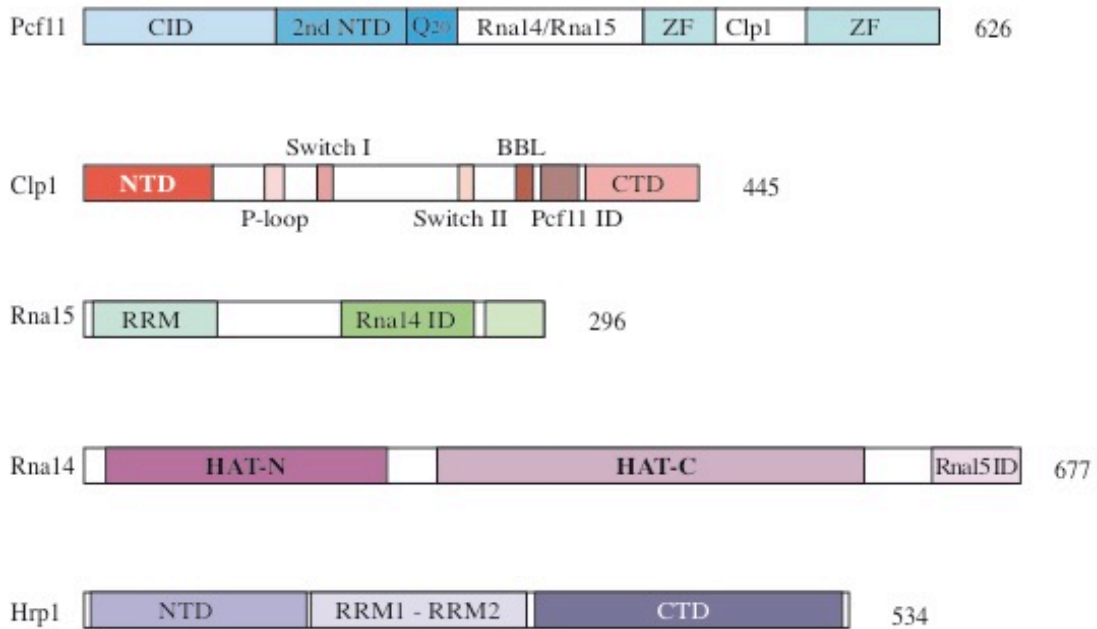 Pcf11 CID 2nd NTD Q20 Rna14/Rna15 ZF Clp1 ZF 626
Switch I BBL
Clp1 NTD CTD 445
P-loop Switch II Pcf11 ID
Rna15 RRM Rna14 ID 296
Rna14 HAT-N HAT-C Rna15 ID 677
Hrp1 NTD RRM1 - RRM2 CTD 534